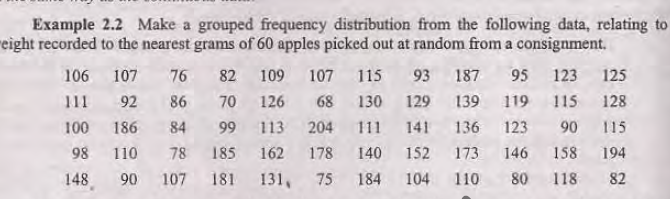 Example 2.2 Make a grouped frequency distribution from the following data, relating to
eight recorded to the nearest grams of 60 apples picked out at random from a consignment.
106 107 76 82 109 107 115 93 187 95 123 125
111 92 86 70 126 68 130 129 139 119 115 128
100 186 84 99 113 204 111 141 136 123 90 115
98 110 78 185 162 178 140 152 173 146 158 194
148 90 107 181 131 75 184 104 110 80 118 82